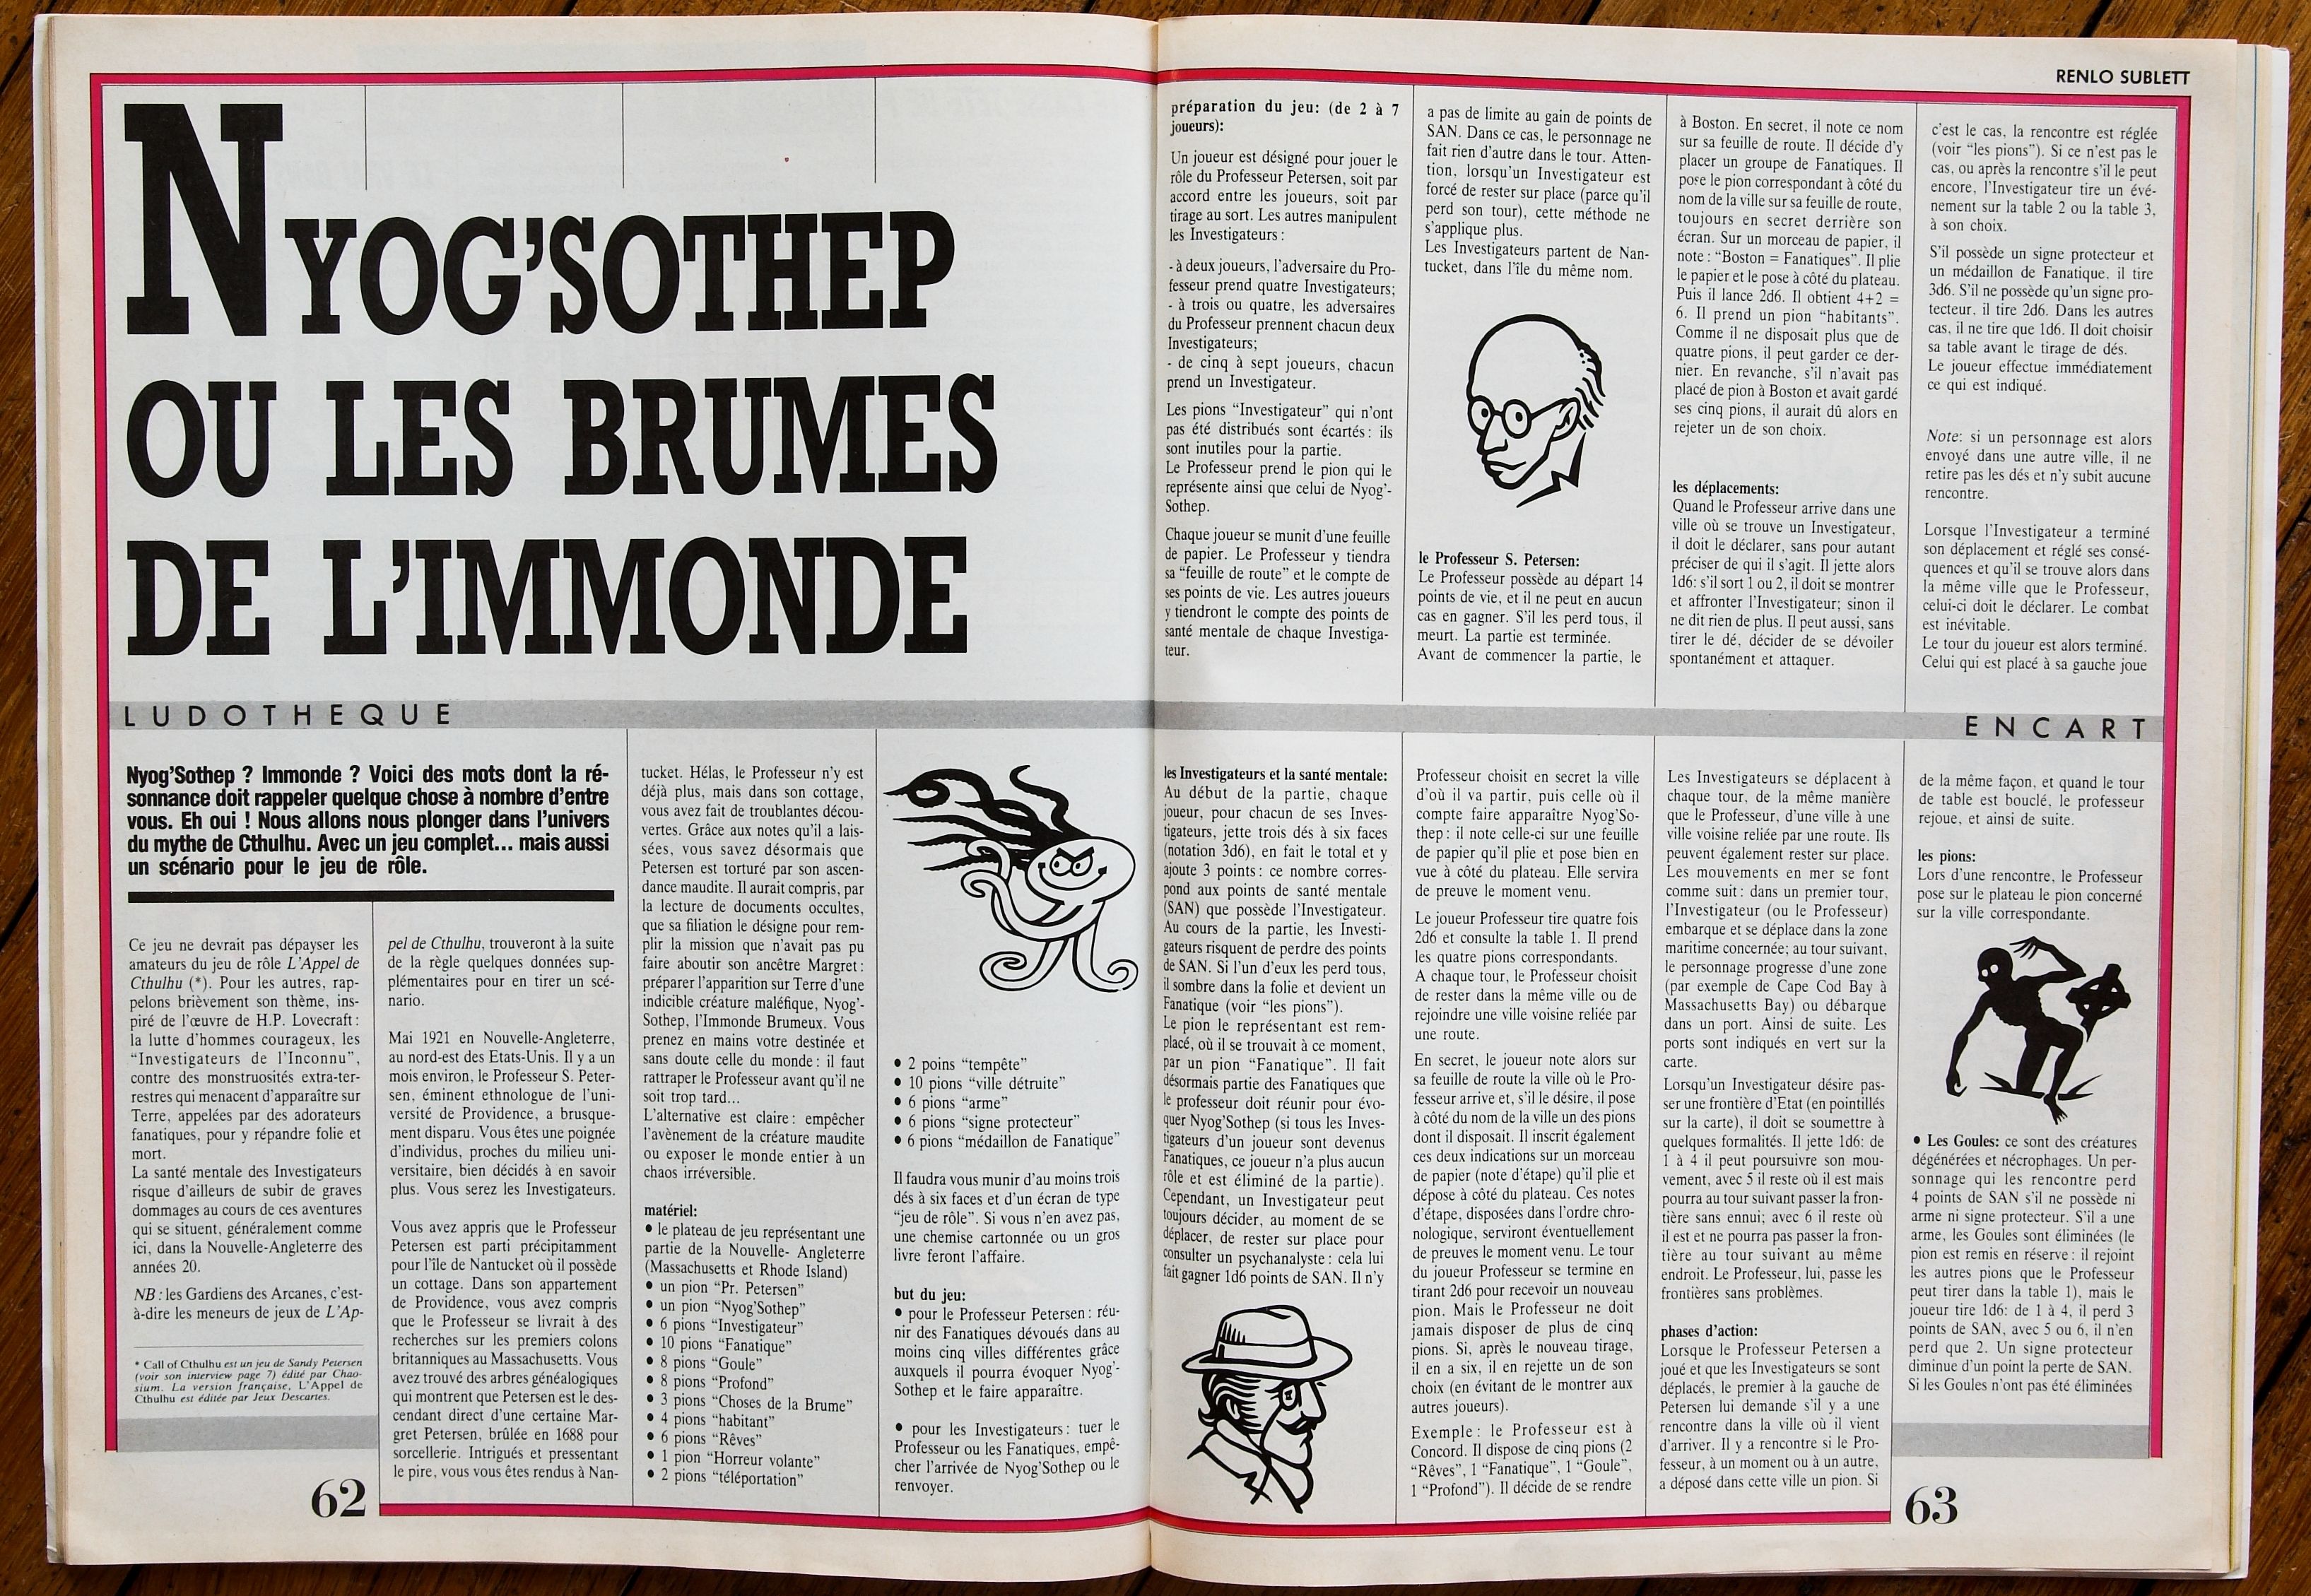 NYOG'SOTHEP
OU LES BRUMES
DE L'IMMONDE
LUDOTHEQUE
Nyog'Sothep ? Immonde ? Voici des mots dont la ré-
sonnance doit rappeler quelque chose à nombre d'entre
vous. Eh oui ! Nous allons nous plonger dans l'univers
du mythe de Cthulhu. Avec un jeu complet... mais aussi
un scénario pour le jeu de rôle.
Ce jeu ne devrait pas dépayser les
amateurs du jeu de rôle L'Appel de
Cthulhu (*). Pour les autres, rap-
pelons brièvement son thème, ins-
piré de l'œuvre de H.P. Lovecraft :
la lutte d'hommes courageux, les
“Investigateurs de l'Inconnu”,
contre des monstruosités extra-ter-
restres qui menacent d'apparaître sur
Terre, appelées par des adorateurs
fanatiques, pour y répandre folie et
mort.
La santé mentale des Investigateurs
risque d'ailleurs de subir de graves
dommages au cours de ces aventures
qui se situent, généralement comme
ici, dans la Nouvelle-Angleterre des
années 20.
NB : les Gardiens des Arcanes, c'est-
à-dire les meneurs de jeux de L'Ap-
* Call of Cthulhu est un jeu de Sandy Petersen
(voir son interview page 7) édité par Chao-
sium. La version française, L'Appel de
Cthulhu est éditée par Jeux Descartes.
62
pel de Cthulhu, trouveront à la suite
de la règle quelques données sup-
plémentaires pour en tirer un scé-
nario.
Mai 1921 en Nouvelle-Angleterre,
au nord-est des Etats-Unis. Il y a un
mois environ, le Professeur S. Peter-
sen, éminent ethnologue de l'uni-
versité de Providence, a brusque-
ment disparu. Vous êtes une poignée
d'individus, proches du milieu uni-
versitaire, bien décidés à en savoir
plus. Vous serez les Investigateurs.
Vous avez appris que le Professeur
Petersen est parti précipitamment
pour l'île de Nantucket où il possède
un cottage. Dans son appartement
de Providence, vous avez compris
que le Professeur se livrait à des
recherches sur les premiers colons
britanniques au Massachusetts. Vous
avez trouvé des arbres généalogiques
qui montrent que Petersen est le des-
cendant direct d'une certaine Mar-
gret Petersen, brûlée en 1688 pour
sorcellerie. Intrigués et pressentant
le pire, vous vous êtes rendus à Nan-
tucket. Hélas, le Professeur n'y est
déjà plus, mais dans son cottage,
vous avez fait de troublantes décou-
vertes. Grâce aux notes qu'il a lais-
sées, vous savez désormais que
Petersen est torturé par son ascen-
dance maudite. Il aurait compris, par
la lecture de documents occultes,
que sa filiation le désigne pour rem-
plir la mission que n'avait pas pu
faire aboutir son ancêtre Margret :
préparer l'apparition sur Terre d'une
indicible créature maléfique, Nyog'-
Sothep, l'Immonde Brumeux. Vous
prenez en mains votre destinée et
sans doute celle du monde : il faut
rattraper le Professeur avant qu'il ne
soit trop tard...
L'alternative est claire : empêcher
l'avènement de la créature maudite
ou exposer le monde entier à un
chaos irréversible.
matériel:
• le plateau de jeu représentant une
partie de la Nouvelle- Angleterre
(Massachusetts et Rhode Island)
• un pion “Pr. Petersen”
• un pion “Nyog'Sothep”
• 6 pions “Investigateur”
• 10 pions “Fanatique”
• 8 pions “Goule”
• 8 pions “Profond”
• 3 pions “Choses de la Brume”
• 4 pions “habitant”
• 6 pions “Rêves”
• 1 pion “Horreur volante”
• 2 pions “téléportation”
• 2 poins “tempête”
• 10 pions “ville détruite”
• 6 pions “arme”
• 6 pions “signe protecteur”
• 6 pions “médaillon de Fanatique”
Il faudra vous munir d'au moins trois
dés à six faces et d'un écran de type
“jeu de rôle”. Si vous n'en avez pas,
une chemise cartonnée ou un gros
livre feront l'affaire.
but du jeu:
• pour le Professeur Petersen : réu-
nir des Fanatiques dévoués dans au
moins cinq villes différentes grâce
auxquels il pourra évoquer Nyog'-
Sothep et le faire apparaître.
• pour les Investigateurs : tuer le
Professeur ou les Fanatiques, empê-
cher l'arrivée de Nyog'Sothep ou le
renvoyer.
RENLO SUBLETT
préparation du jeu: (de 2 à 7
joueurs):
Un joueur est désigné pour jouer le
rôle du Professeur Petersen, soit par
accord entre les joueurs, soit par
tirage au sort. Les autres manipulent
les Investigateurs :
- à deux joueurs, l'adversaire du Pro-
fesseur prend quatre Investigateurs;
- à trois ou quatre, les adversaires
du Professeur prennent chacun deux
Investigateurs;
- de cinq à sept joueurs, chacun
prend un Investigateur.
Les pions “Investigateur” qui n'ont
pas été distribués sont écartés : ils
sont inutiles pour la partie.
Le Professeur prend le pion qui le
représente ainsi que celui de Nyog'-
Sothep.
Chaque joueur se munit d'une feuille
de papier. Le Professeur y tiendra
sa “feuille de route” et le compte de
ses points de vie. Les autres joueurs
y tiendront le compte des points de
santé mentale de chaque Investiga-
teur.
les Investigateurs et la santé mentale:
Au début de la partie, chaque
joueur, pour chacun de ses Inves-
tigateurs, jette trois dés à six faces
(notation 3d6), en fait le total et y
ajoute 3 points : ce nombre corres-
pond aux points de santé mentale
(SAN) que possède l'Investigateur.
Au cours de la partie, les Investi-
gateurs risquent de perdre des points
de SAN. Si l'un d'eux les perd tous,
il sombre dans la folie et devient un
Fanatique (voir “les pions”).
Le pion le représentant est rem-
placé, où il se trouvait à ce moment,
par un pion “Fanatique”. Il fait
désormais partie des Fanatiques que
le professeur doit réunir pour évo-
quer Nyog'Sothep (si tous les Inves-
tigateurs d'un joueur sont devenus
Fanatiques, ce joueur n'a plus aucun
rôle et est éliminé de la partie).
Cependant, un Investigateur peut
toujours décider, au moment de se
déplacer, de rester sur place pour
consulter un psychanalyste : cela lui
fait gagner 1d6 points de SAN. Il n'y
a pas de limite au gain de points de
SAN. Dans ce cas, le personnage ne
fait rien d'autre dans le tour. Atten-
tion, lorsqu'un Investigateur est
forcé de rester sur place (parce qu'il
perd son tour), cette méthode ne
s'applique plus.
Les Investigateurs partent de Nan-
tucket, dans l'île du même nom.
le Professeur S. Petersen:
Le Professeur possède au départ 14
points de vie, et il ne peut en aucun
cas en gagner. S'il les perd tous, il
meurt. La partie est terminée.
Avant de commencer la partie, le
Professeur choisit en secret la ville
d'où il va partir, puis celle où il
compte faire apparaître Nyog'So-
thep : il note celle-ci sur une feuille
de papier qu'il plie et pose bien en
vue à côté du plateau. Elle servira
de preuve le moment venu.
Le joueur Professeur tire quatre fois
2d6 et consulte la table 1. Il prend
les quatre pions correspondants.
A chaque tour, le Professeur choisit
de rester dans la même ville ou de
rejoindre une ville voisine reliée par
une route.
En secret, le joueur note alors sur
sa feuille de route la ville où le Pro-
fesseur arrive et, s'il le désire, il pose
à côté du nom de la ville un des pions
dont il disposait. Il inscrit également
ces deux indications sur un morceau
de papier (note d'étape) qu'il plie et
dépose à côté du plateau. Ces notes
d'étape, disposées dans l'ordre chro-
nologique, serviront éventuellement
de preuves le moment venu. Le tour
du joueur Professeur se termine en
tirant 2d6 pour recevoir un nouveau
pion. Mais le Professeur ne doit
jamais disposer de plus de cinq
pions. Si, après le nouveau tirage,
il en a six, il en rejette un de son
choix (en évitant de le montrer aux
autres joueurs).
Exemple : le Professeur est à
Concord. Il dispose de cinq pions (2
“Rêves”, 1 “Fanatique”, 1 “Goule”,
1 “Profond”). Il décide de se rendre
à Boston. En secret, il note ce nom
sur sa feuille de route. Il décide d'y
placer un groupe de Fanatiques. Il
pose le pion correspondant à côté du
nom de la ville sur sa feuille de route,
toujours en secret derrière son
écran. Sur un morceau de papier, il
note : “Boston = Fanatiques”. Il plie
le papier et le pose à côté du plateau.
Puis il lance 2d6. Il obtient 4+2 =
6. Il prend un pion “habitants”.
Comme il ne disposait plus que de
quatre pions, il peut garder ce der-
nier. En revanche, s'il n'avait pas
placé de pion à Boston et avait gardé
ses cinq pions, il aurait dû alors en
rejeter un de son choix.
les déplacements:
Quand le Professeur arrive dans une
ville où se trouve un Investigateur,
il doit le déclarer, sans pour autant
préciser de qui il s'agit. Il jette alors
1d6: s'il sort 1 ou 2, il doit se montrer
et affronter l'Investigateur; sinon il
ne dit rien de plus. Il peut aussi, sans
tirer le dé, décider de se dévoiler
spontanément et attaquer.
Les Investigateurs se déplacent à
chaque tour, de la même manière
que le Professeur, d'une ville à une
ville voisine reliée par une route. Ils
peuvent également rester sur place.
Les mouvements en mer se font
comme suit : dans un premier tour,
l'Investigateur (ou le Professeur)
embarque et se déplace dans la zone
maritime concernée; au tour suivant,
le personnage progresse d'une zone
(par exemple de Cape Cod Bay à
Massachusetts Bay) ou débarque
dans un port. Ainsi de suite. Les
ports sont indiqués en vert sur la
carte.
Lorsqu'un Investigateur désire pas-
ser une frontière d'Etat (en pointillés
sur la carte), il doit se soumettre à
quelques formalités. Il jette 1d6: de
1 à 4 il peut poursuivre son mou-
vement, avec 5 il reste où il est mais
pourra au tour suivant passer la fron-
tière sans ennui; avec 6 il reste où
il est et ne pourra pas passer la fron-
tière au tour suivant au même
endroit. Le Professeur, lui, passe les
frontières sans problèmes.
phases d'action:
Lorsque le Professeur Petersen a
joué et que les Investigateurs se sont
déplacés, le premier à la gauche de
Petersen lui demande s'il y a une
rencontre dans la ville où il vient
d'arriver. Il y a rencontre si le Pro-
fesseur, à un moment ou à un autre,
a déposé dans cette ville un pion. Si
c'est le cas, la rencontre est réglée
(voir “les pions”). Si ce n'est pas le
cas, ou après la rencontre s'il le peut
encore, l'Investigateur tire un évé-
nement sur la table 2 ou la table 3,
à son choix.
S'il possède un signe protecteur et
un médaillon de Fanatique, il tire
3d6. S'il ne possède qu'un signe pro-
tecteur, il tire 2d6. Dans les autres
cas, il ne tire que 1d6. Il doit choisir
sa table avant le tirage de dés.
Le joueur effectue immédiatement
ce qui est indiqué.
Note: si un personnage est alors
envoyé dans une autre ville, il ne
retire pas les dés et n'y subit aucune
rencontre.
Lorsque l'Investigateur a terminé
son déplacement et réglé ses consé-
quences et qu'il se trouve alors dans
la même ville que le Professeur,
celui-ci doit le déclarer. Le combat
est inévitable.
Le tour du joueur est alors terminé.
Celui qui est placé à sa gauche joue
ENCART
de la même façon, et quand le tour
de table est bouclé, le professeur
rejoue, et ainsi de suite.
les pions:
Lors d'une rencontre, le Professeur
pose sur le plateau le pion concerné
sur la ville correspondante.
• Les Goules: ce sont des créatures
dégénérées et nécrophages. Un per-
sonnage qui les rencontre perd
4 points de SAN s'il ne possède ni
arme ni signe protecteur. S'il a une
arme, les Goules sont éliminées (le
pion est remis en réserve : il rejoint
les autres pions que le Professeur
peut tirer dans la table 1), mais le
joueur tire 1d6: de 1 à 4, il perd 3
points de SAN, avec 5 ou 6, il n'en
perd que 2. Un signe protecteur
diminue d'un point la perte de SAN.
Si les Goules n'ont pas été éliminées
63